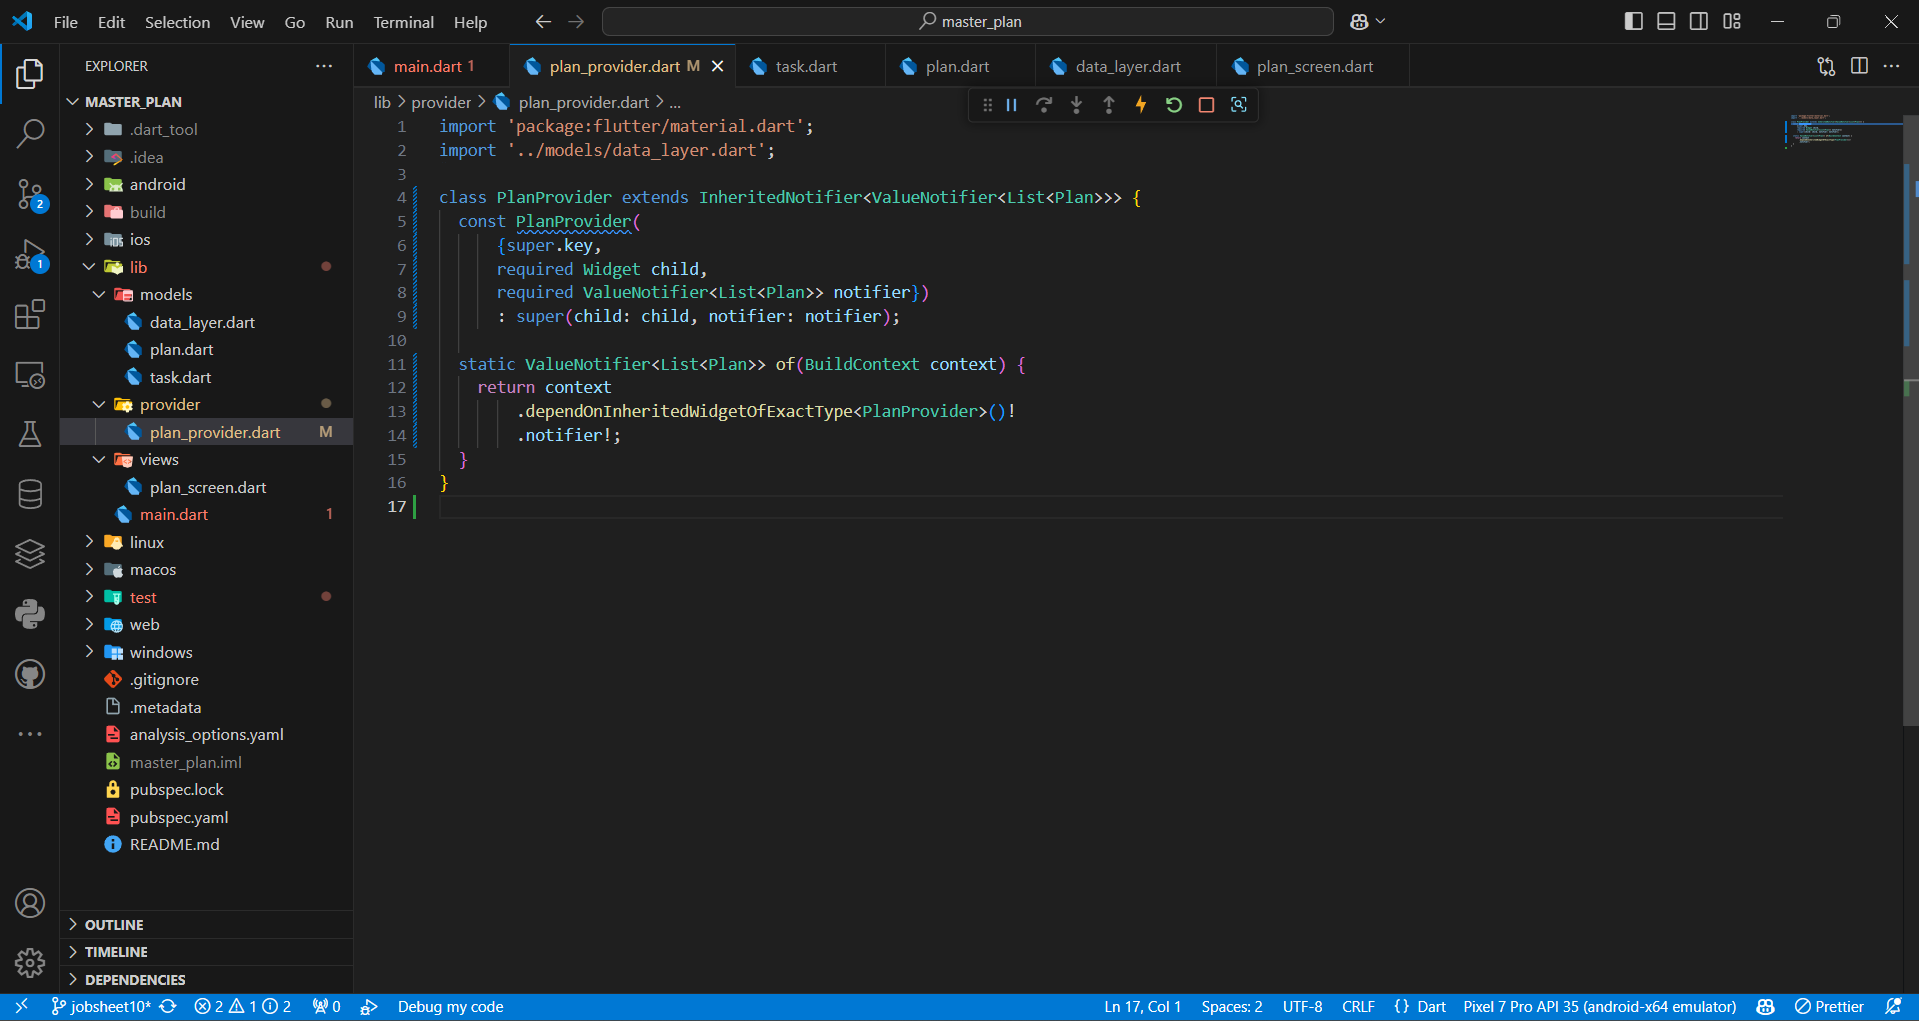 File Edit Selection View Go Run Terminal Help
master_plan
EXPLORER
MASTER_PLAN
.dart_tool
.idea
android
build
ios
lib
models
data_layer.dart
plan.dart
task.dart
provider
plan_provider.dart M
views
plan_screen.dart
main.dart 1
linux
macos
test
web
windows
.gitignore
.metadata
analysis_options.yaml
master_plan.iml
pubspec.lock
pubspec.yaml
README.md
OUTLINE
TIMELINE
DEPENDENCIES
2
1
main.dart 1 plan_provider.dart M task.dart plan.dart data_layer.dart plan_screen.dart
lib > provider > plan_provider.dart > ...
1 import 'package:flutter/material.dart';
2 import '../models/data_layer.dart';
3
4 class PlanProvider extends InheritedNotifier<ValueNotifier<List<Plan>>> {
5 const PlanProvider(
6 {super.key,
7 required Widget child,
8 required ValueNotifier<List<Plan>> notifier})
9 : super(child: child, notifier: notifier);
10
11 static ValueNotifier<List<Plan>> of(BuildContext context) {
12 return context
13 .dependOnInheritedWidgetOfExactType<PlanProvider>()!
14 .notifier!;
15 }
16 }
17
jobsheet10* 2 1 2 0 Debug my code Ln 17, Col 1 Spaces: 2 UTF-8 CRLF {} Dart Pixel 7 Pro API 35 (android-x64 emulator) Prettier